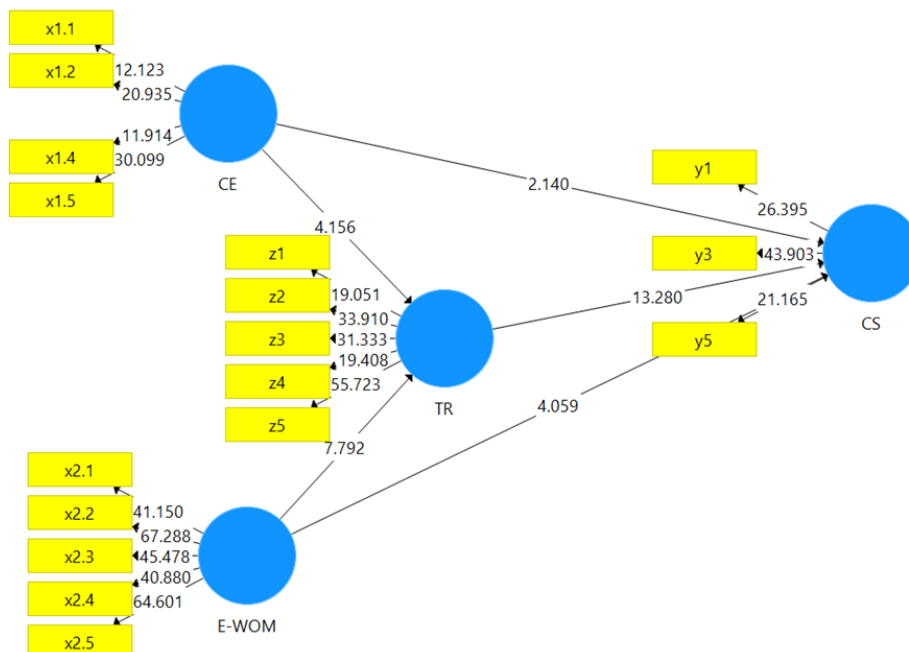 x1.1
x1.2
12.123
20.935
11.914
x1.4
30.099
x1.5
CE
2.140
4.156
y1
26.395
y3
43.903
21.165
y5
CS
z1
z2
19.051
33.910
z3
31.333
19.408
z4
55.723
z5
TR
13.280
4.059
7.792
x2.1
41.150
x2.2
67.288
x2.3
45.478
40.880
x2.4
64.601
x2.5
E-WOM